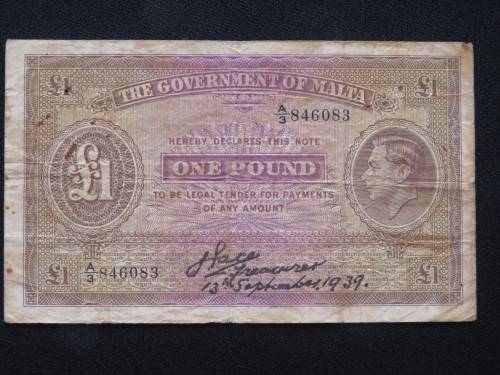 £1
THE GOVERNMENT OF MALTA
£1
A/3 846083
HEREBY DECLARES THIS NOTE
£1
ONE POUND
TO BE LEGAL TENDER FOR PAYMENTS
OF ANY AMOUNT
A/3 846083
£1
J Pace
Treasurer
13th September, 1939.
£1